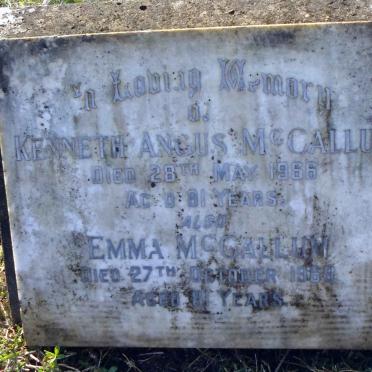 In Loving Memory
of
KENNETH ANGUS McCALLU
DIED 28TH MAY 1966
AGED 81 YEARS.
ALSO
EMMA McCALLUM
DIED 27TH OCTOBER
AGED YEARS.